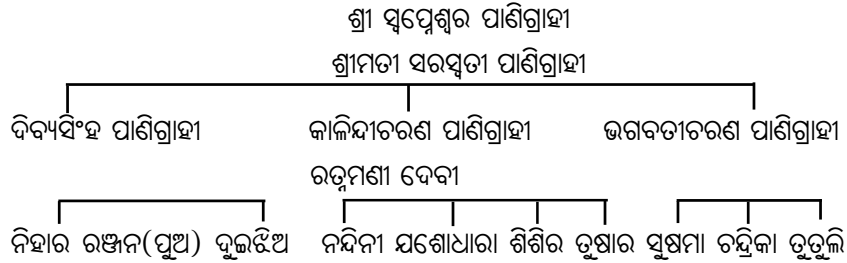 ଶ୍ରୀ ସ୍ୱପ୍ନେଶ୍ୱର ପାଣିଗ୍ରାହୀ
ଶ୍ରୀମତୀ ସରସ୍ୱତୀ ପାଣିଗ୍ରାହୀ
ଦିବ୍ୟସିଂହ ପାଣିଗ୍ରାହୀ କାଳିନ୍ଦୀଚରଣ ପାଣିଗ୍ରାହୀ ଭଗବତୀଚରଣ ପାଣିଗ୍ରାହୀ
ରତ୍ନମଣୀ ଦେବୀ
ନିହାର ରଞ୍ଜନ(ପୁଅ) ଦୁଇଝିଅ ନନ୍ଦିନୀ ଯଶୋଧାରା ଶିଶିର ତୁଷାର ସୁଷମା ଚନ୍ଦ୍ରିକା ତୁତୁଲି